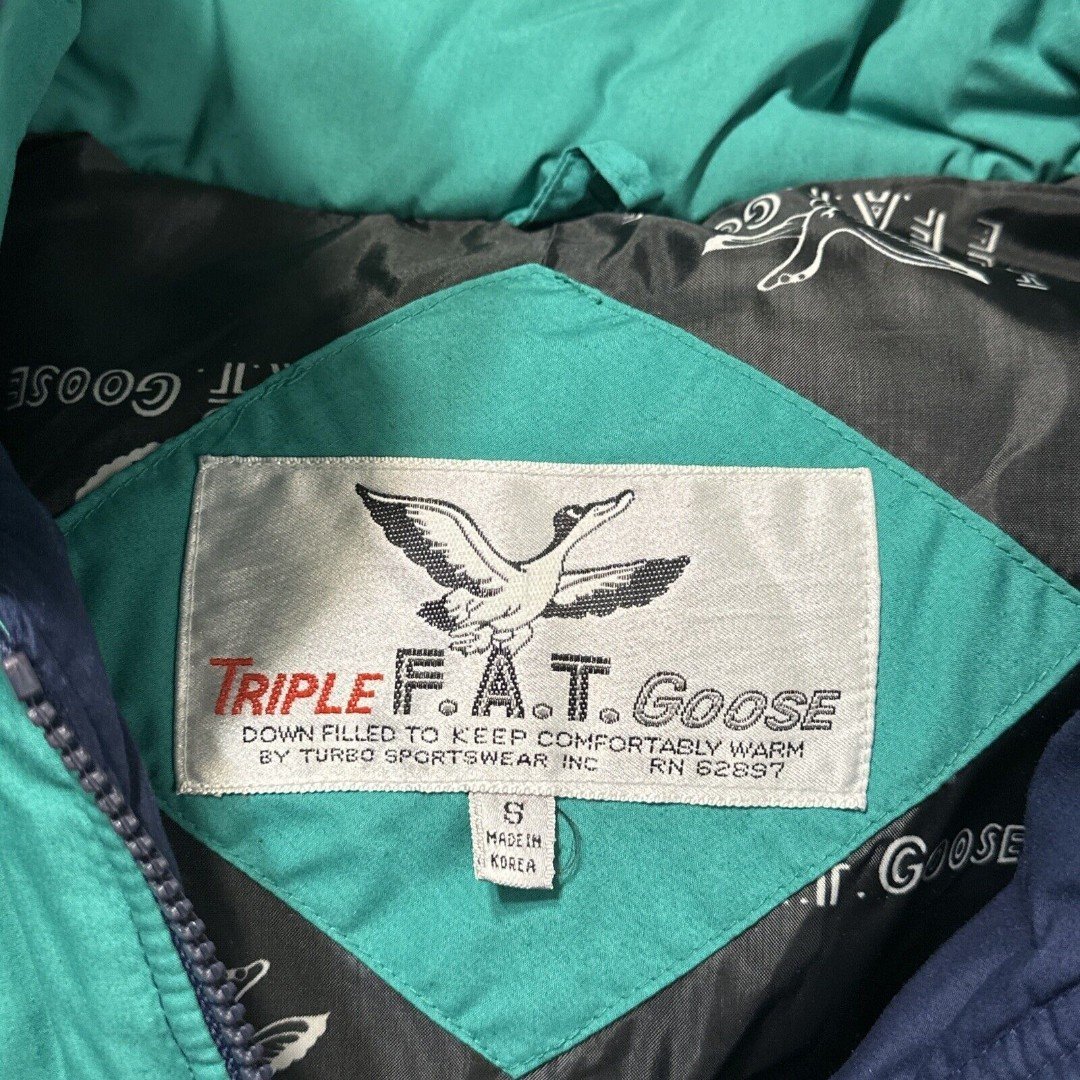 F.A.T. GOOSE
TRIPLE F.A.T. GOOSE
DOWN FILLED TO KEEP COMFORTABLY WARM
BY TURBO SPORTSWEAR INC RN 62897
S
MADE IN
KOREA
T. GOOSE